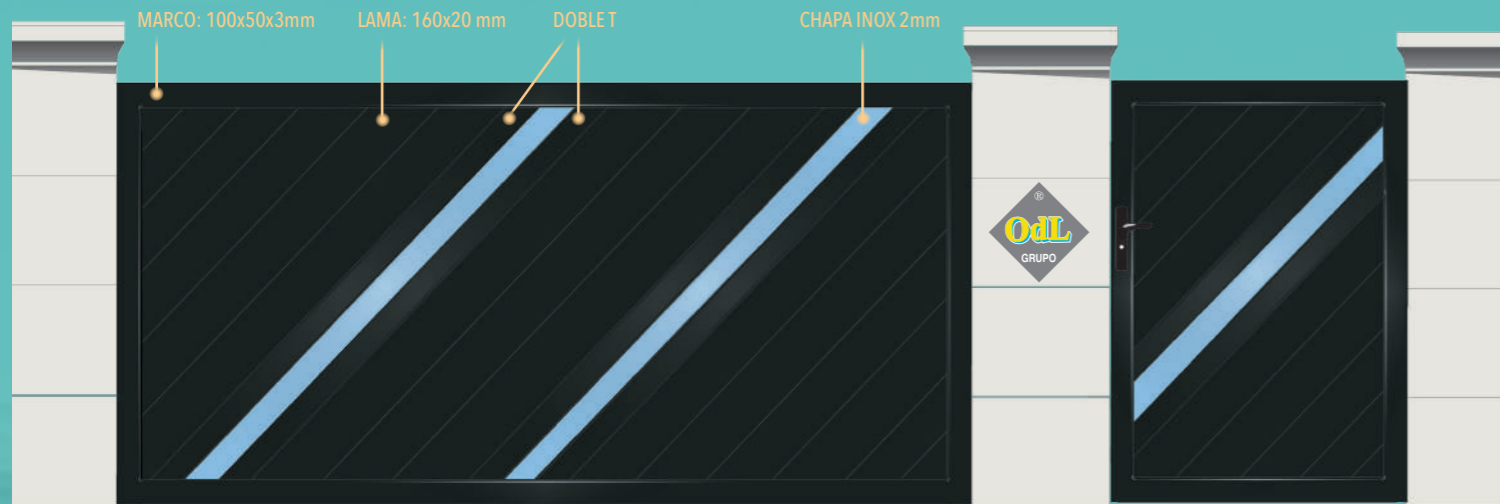 MARCO: 100x50x3mm
LAMA: 160x20 mm
DOBLE T
CHAPA INOX 2mm
®
OdL
GRUPO